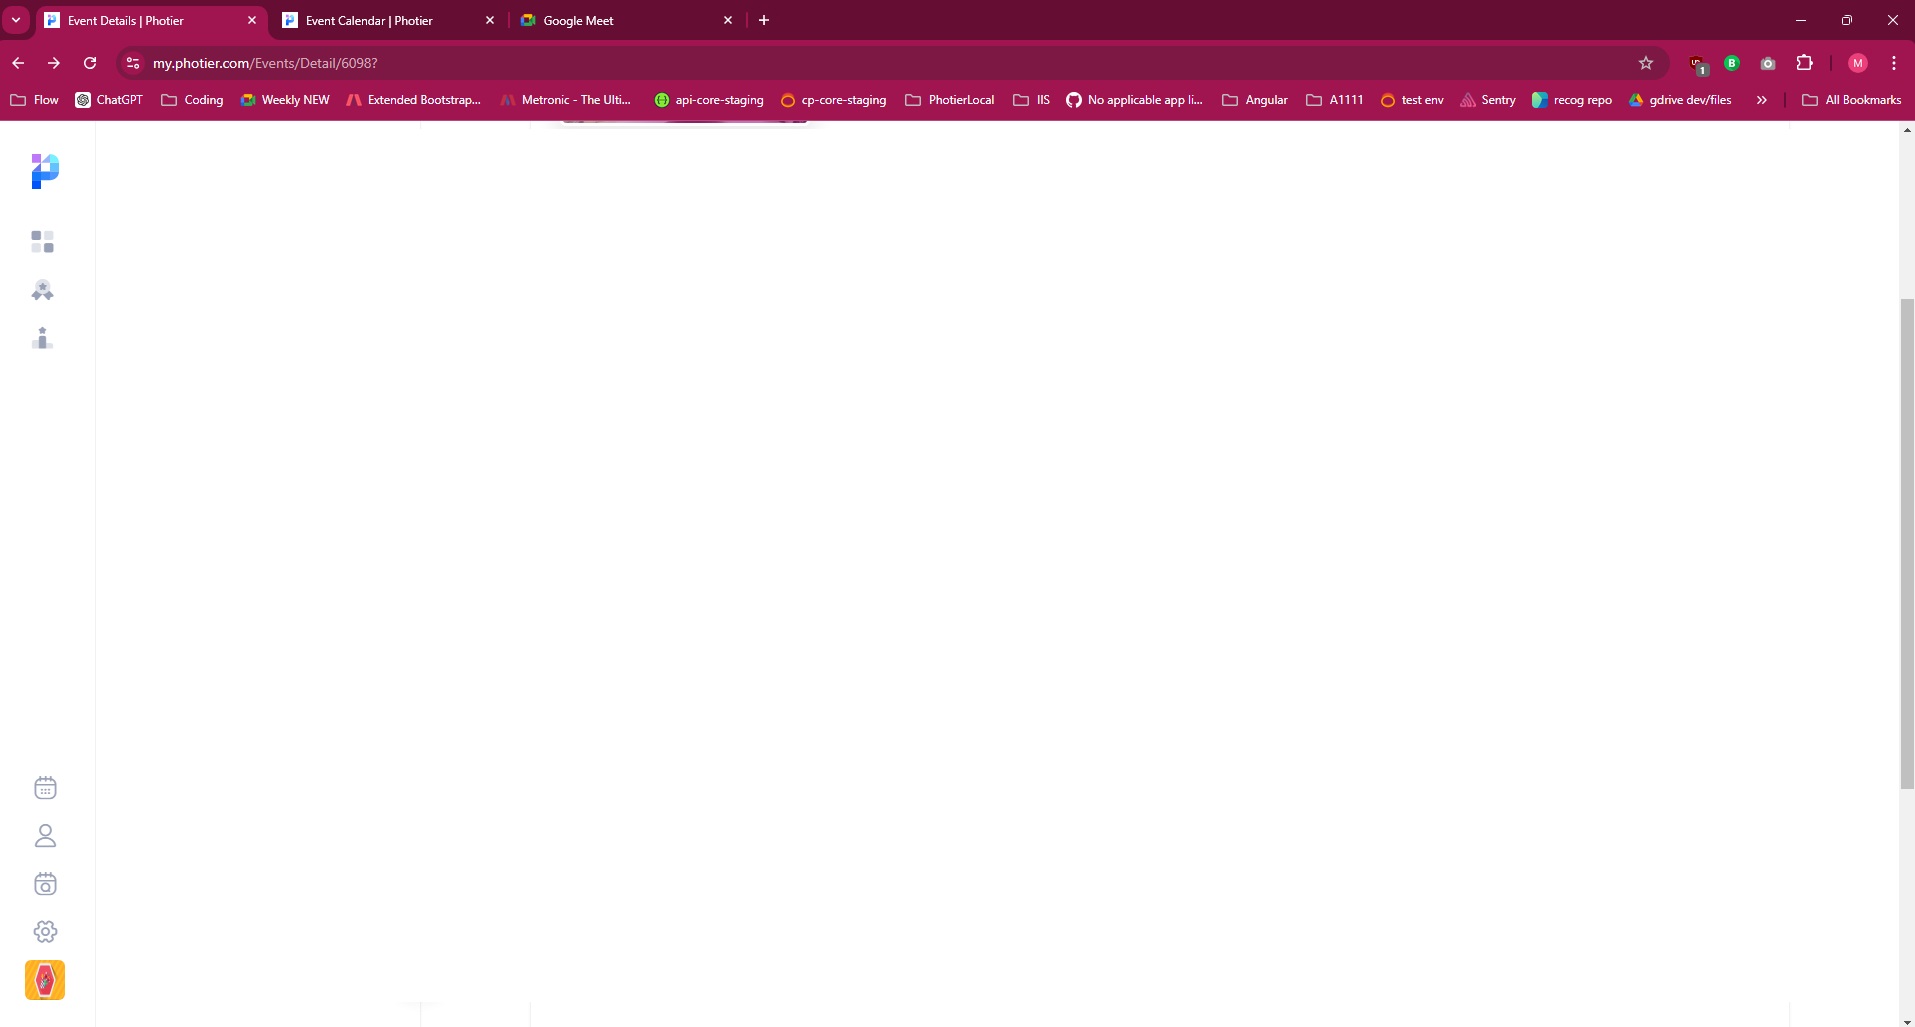 Event Details | Photier
Event Calendar | Photier
Google Meet
my.photier.com/Events/Detail/6098?
1
B
M
Flow
ChatGPT
Coding
Weekly NEW
Extended Bootstrap...
Metronic - The Ulti...
api-core-staging
cp-core-staging
PhotierLocal
IIS
No applicable app li...
Angular
A1111
test env
Sentry
recog repo
gdrive dev/files
All Bookmarks